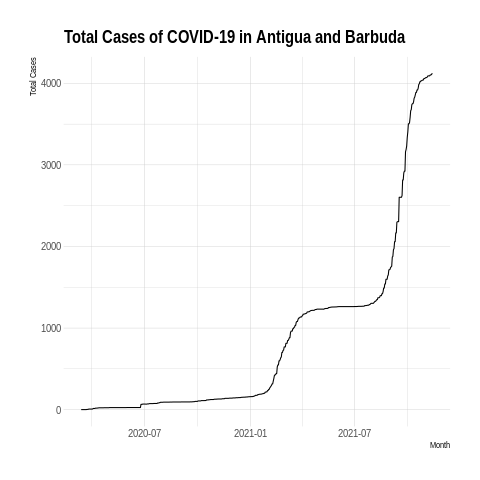 Total Cases of COVID-19 in Antigua and Barbuda
Total Cases
4000
3000
2000
1000
0
2020-07 2021-01 2021-07
Month